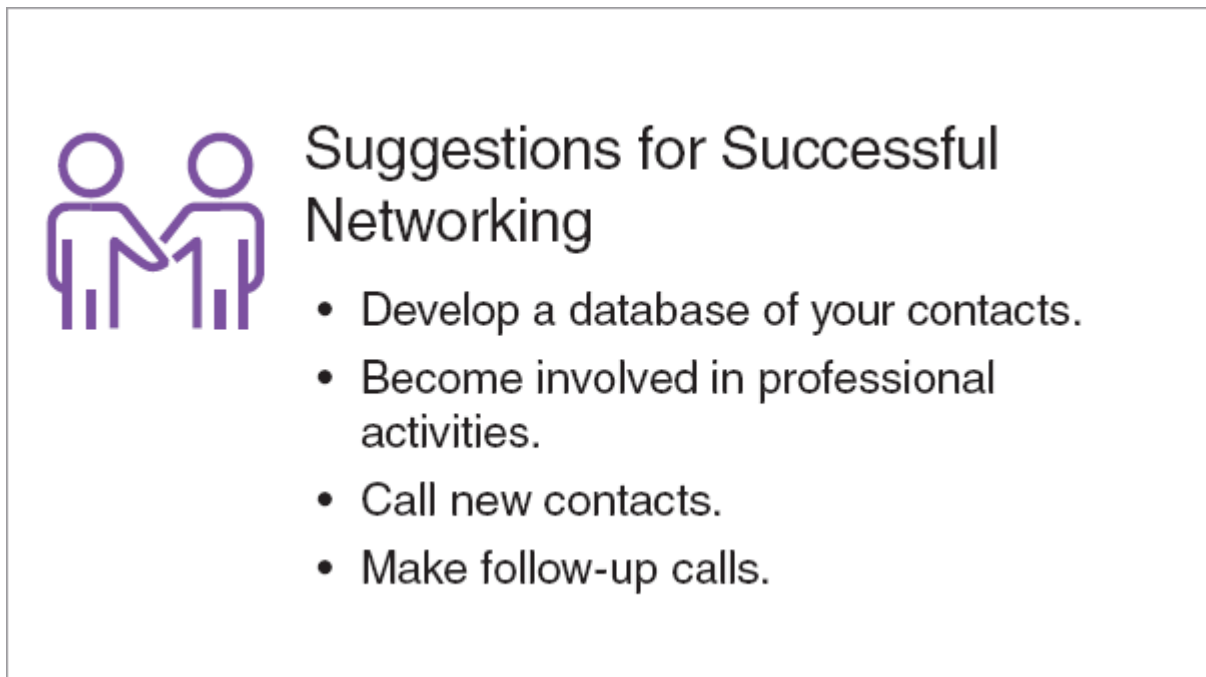 Suggestions for Successful
Networking
• Develop a database of your contacts.
• Become involved in professional
activities.
• Call new contacts.
• Make follow-up calls.